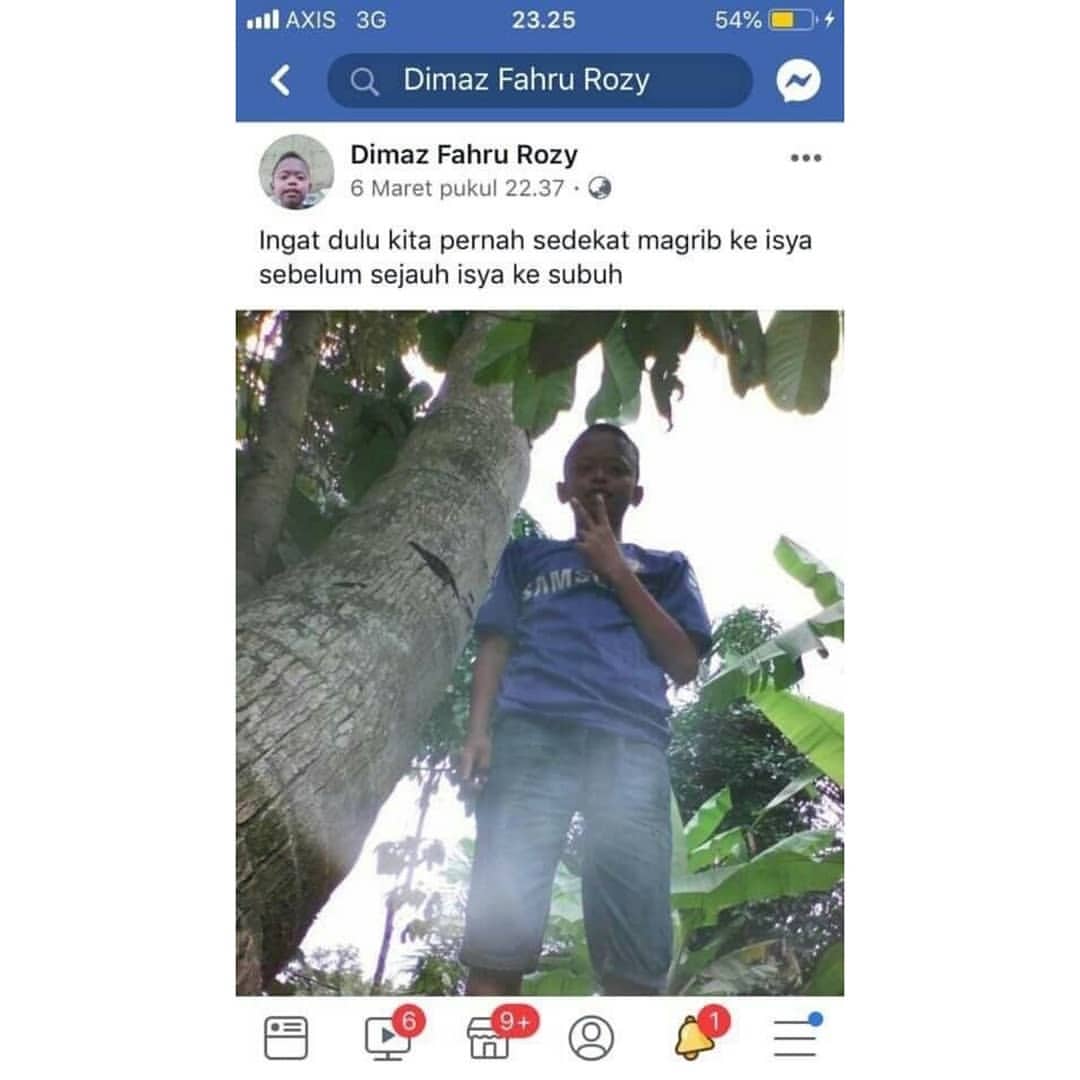 AXIS 3G 23.25 54%
Dimaz Fahru Rozy
Dimaz Fahru Rozy
6 Maret pukul 22.37 ·
Ingat dulu kita pernah sedekat magrib ke isya
sebelum sejauh isya ke subuh
6 9+ 1